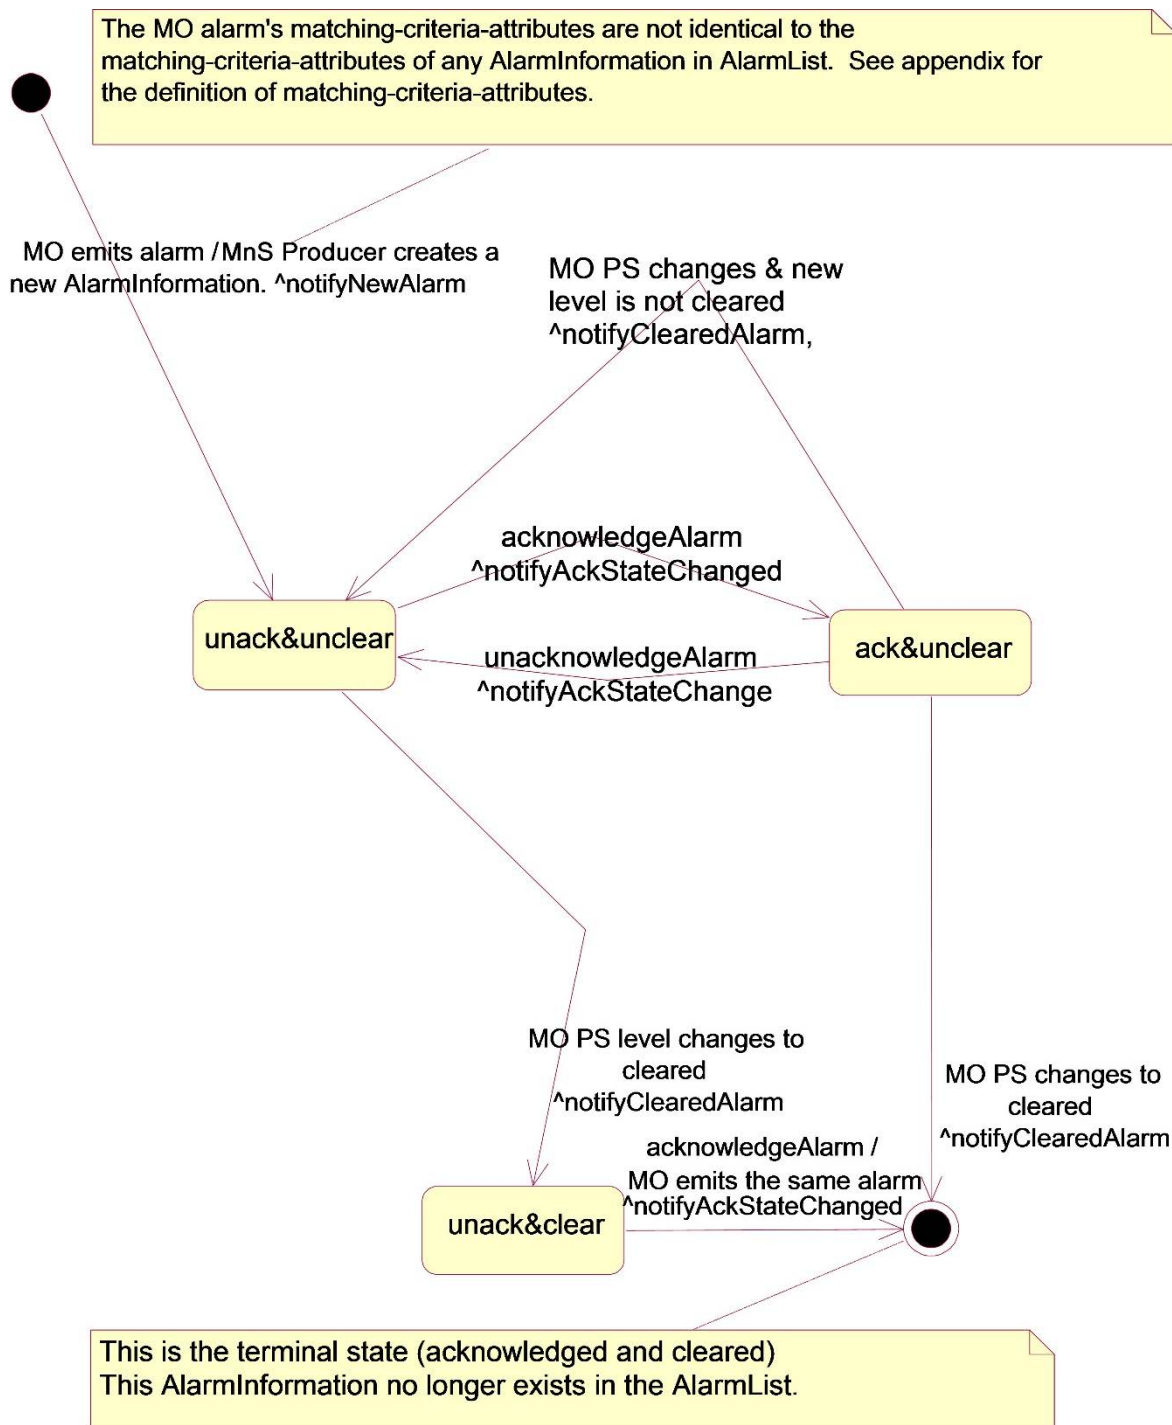 The MO alarm's matching-criteria-attributes are not identical to the
matching-criteria-attributes of any AlarmInformation in AlarmList. See appendix for
the definition of matching-criteria-attributes.
MO emits alarm / MnS Producer creates a
new AlarmInformation. ^notifyNewAlarm
MO PS changes & new
level is not cleared
^notifyClearedAlarm,
acknowledgeAlarm
^notifyAckStateChanged
unack&unclear
ack&unclear
unacknowledgeAlarm
^notifyAckStateChange
MO PS level changes to
cleared
^notifyClearedAlarm
MO PS changes to
cleared
^notifyClearedAlarm
acknowledgeAlarm /
MO emits the same alarm
^notifyAckStateChanged
unack&clear
This is the terminal state (acknowledged and cleared)
This AlarmInformation no longer exists in the AlarmList.